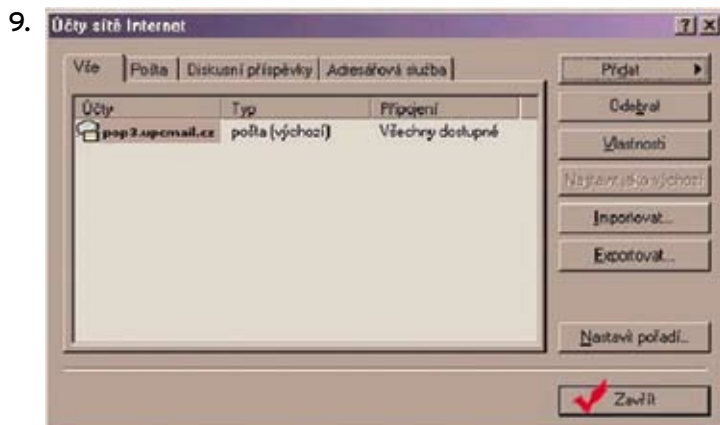 9.
Účty sítě Internet
Vše Pošta Diskusní příspěvky Adresářová služba
Účty Typ Připojení
pop3.upcmail.cz pošta (výchozí) Všechny dostupné
Přidat
Odebrat
Vlastnosti
Nastavit jako výchozí
Importovat...
Exportovat...
Nastavit pořadí...
Zavřít